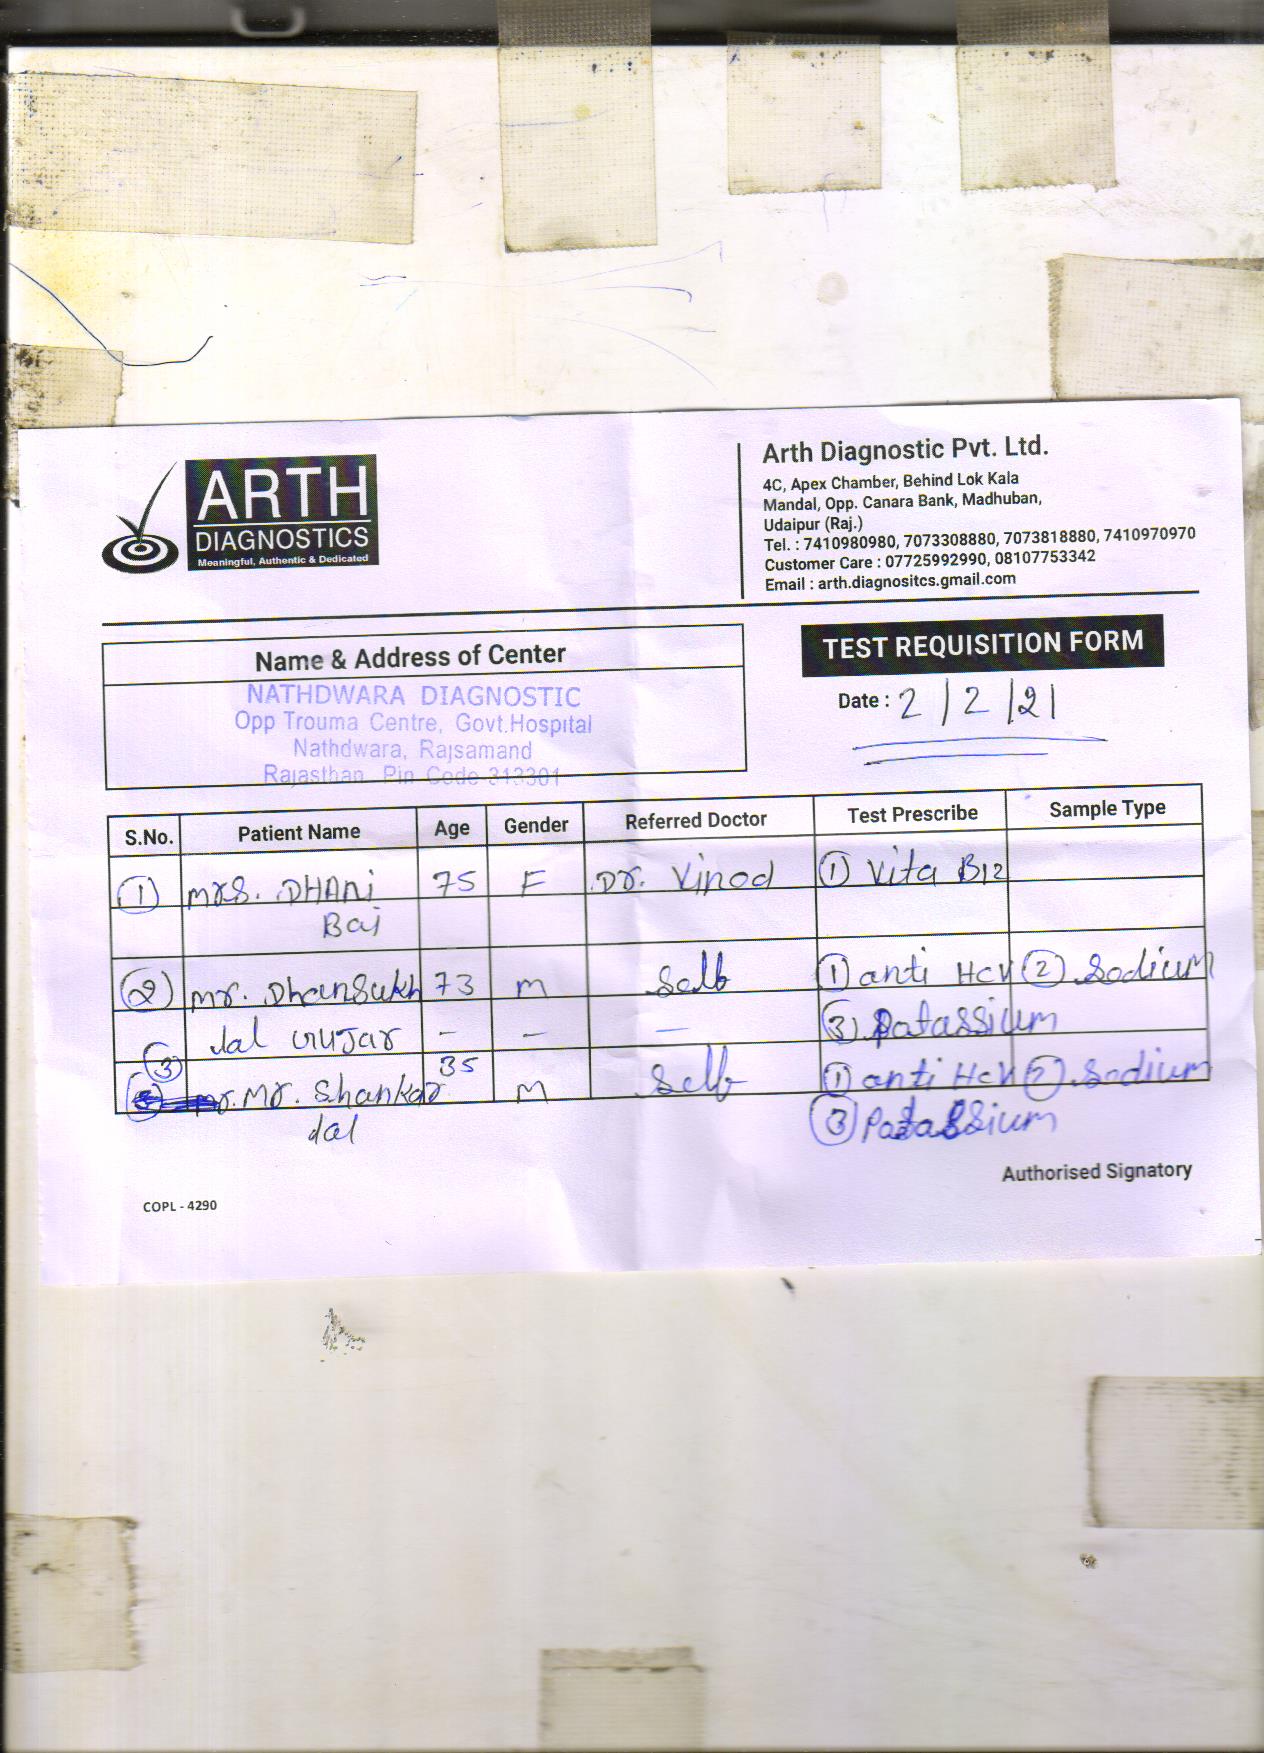 ARTH
DIAGNOSTICS
Meaningful, Authentic & Dedicated
Arth Diagnostic Pvt. Ltd.
4C, Apex Chamber, Behind Lok Kala
Mandal, Opp. Canara Bank, Madhuban,
Udaipur (Raj.)
Tel. : 7410980980, 7073308880, 7073818880, 7410970970
Customer Care : 07725992990, 08107753342
Email : arth.diagnositcs.gmail.com
Name & Address of Center
NATHDWARA DIAGNOSTIC
Opp Trouma Centre, Govt.Hospital
Nathdwara, Rajsamand
Rajasthan Pin Code 313301
TEST REQUISITION FORM
Date : 2/2/21
S.No. Patient Name Age Gender Referred Doctor Test Prescribe Sample Type
1 Mrs. DHANi 75 F Dr. Vinod 1 Vita B12
Bai
2 Mr. Dhansukh 73 M Self 1 anti HCV 2 Sodium
lal Gujar - - - 3 Patassium
3 Mr. Shankar 35 M Self 1 anti HCV 2 Sodium
lal 3 Patassium
Authorised Signatory
COPL - 4290